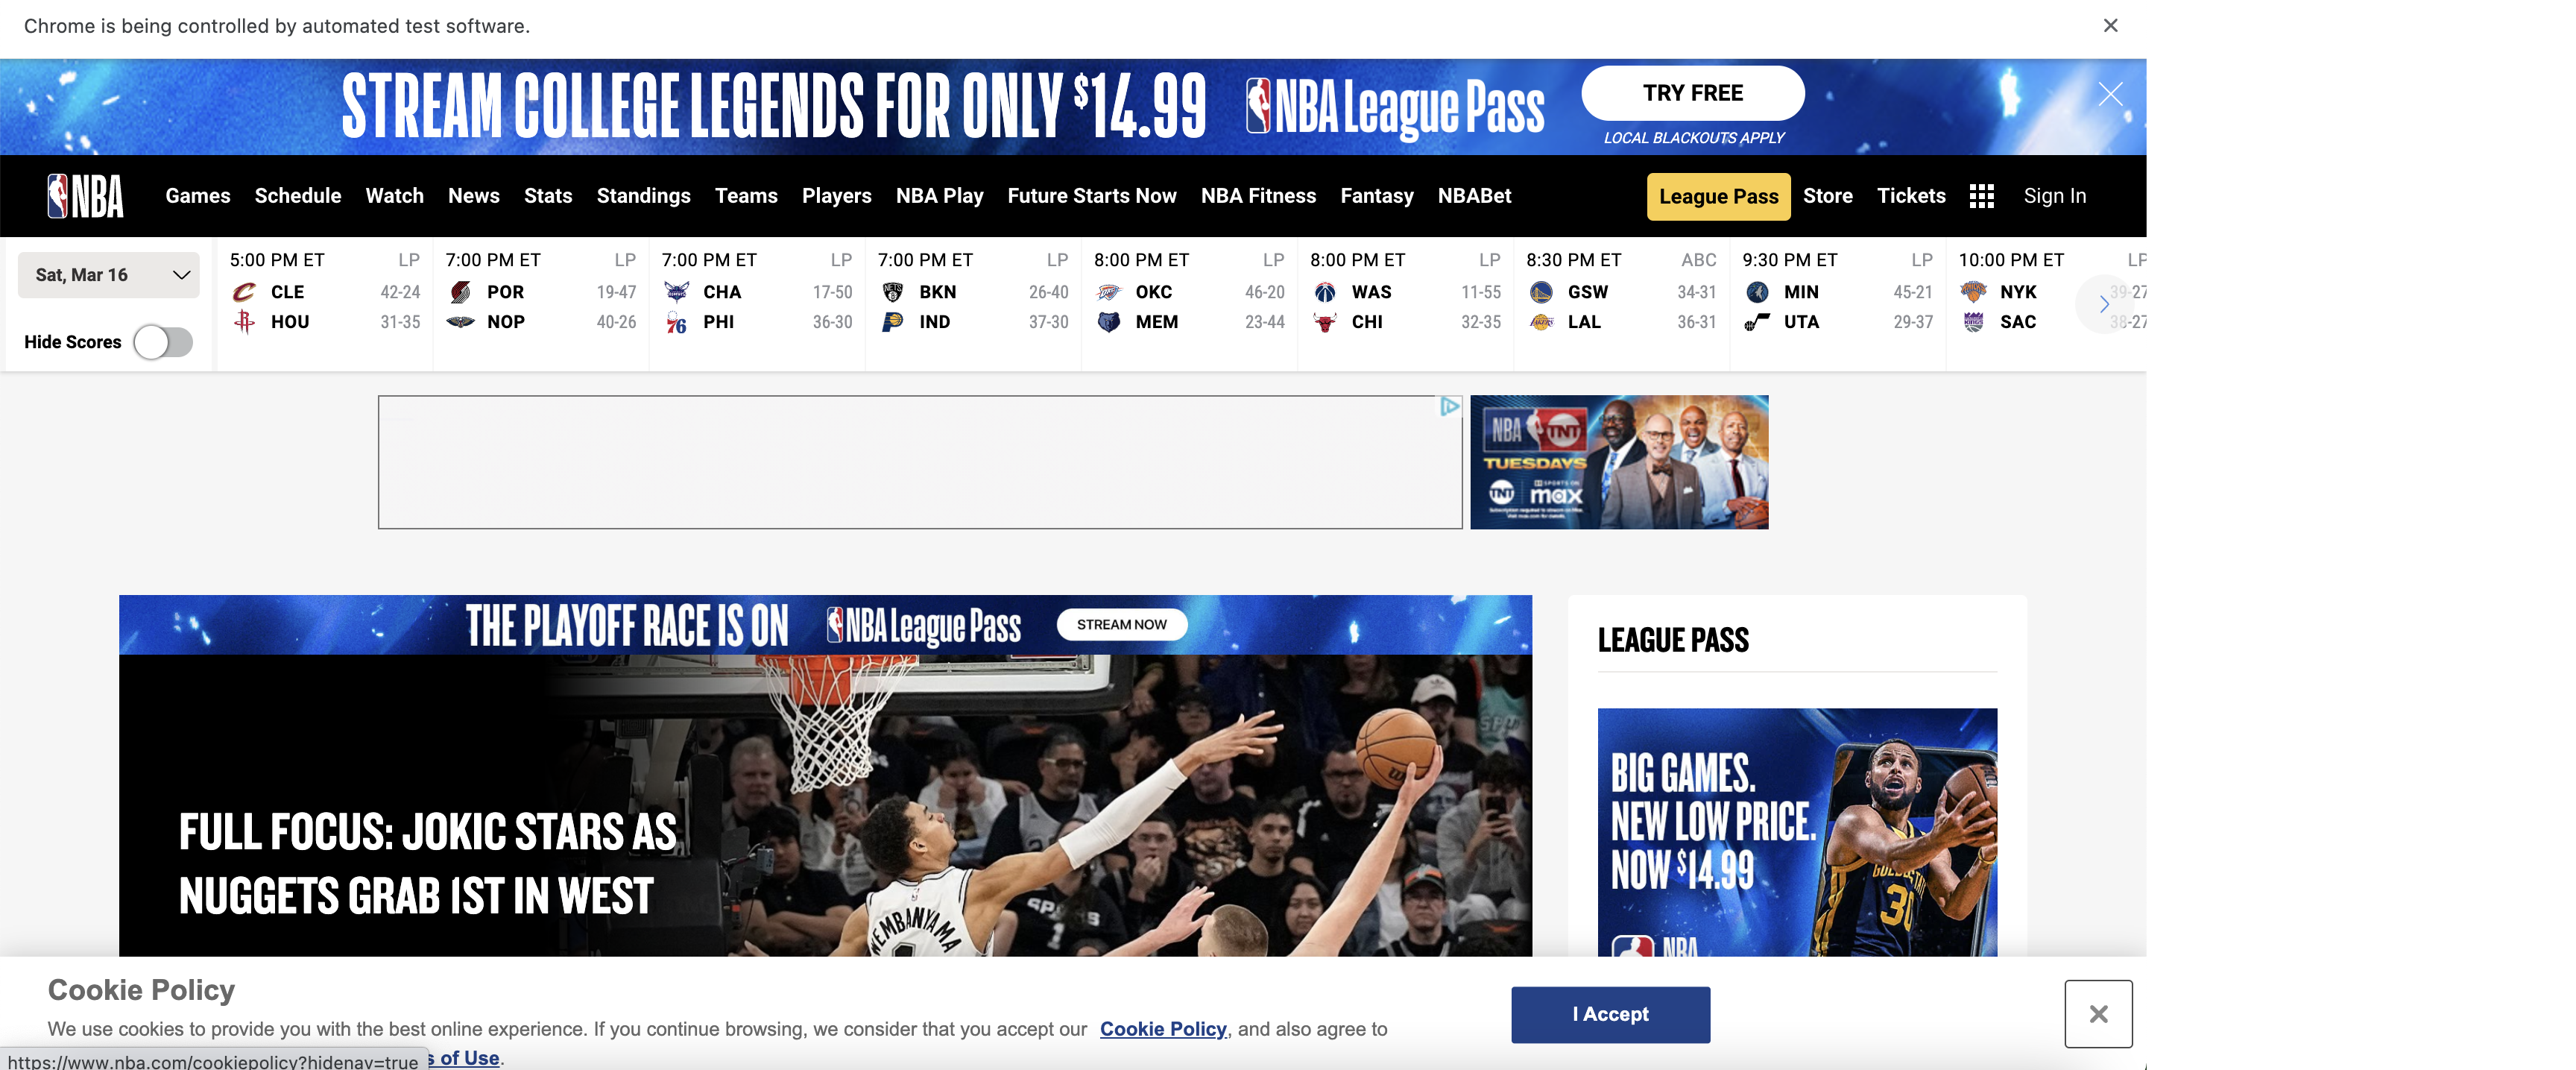 Chrome is being controlled by automated test software.
STREAM COLLEGE LEGENDS FOR ONLY $14.99
NBA League Pass
TRY FREE
LOCAL BLACKOUTS APPLY
NBA
Games Schedule Watch News Stats Standings Teams Players NBA Play Future Starts Now NBA Fitness Fantasy NBABet
League Pass Store Tickets Sign In
Sat, Mar 16
Hide Scores
5:00 PM ET LP
CLE 42-24
HOU 31-35
7:00 PM ET LP
POR 19-47
NOP 40-26
7:00 PM ET LP
CHA 17-50
PHI 36-30
7:00 PM ET LP
BKN 26-40
IND 37-30
8:00 PM ET LP
OKC 46-20
MEM 23-44
8:00 PM ET LP
WAS 11-55
CHI 32-35
8:30 PM ET ABC
GSW 34-31
LAL 36-31
9:30 PM ET LP
MIN 45-21
UTA 29-37
10:00 PM ET LP
NYK 39-27
SAC 38-27
NBA TNT
TUESDAYS
TNT
max
THE PLAYOFF RACE IS ON
NBA League Pass
STREAM NOW
FULL FOCUS: JOKIC STARS AS
NUGGETS GRAB 1ST IN WEST
WEMBANYAMA
LEAGUE PASS
BIG GAMES.
NEW LOW PRICE.
NOW $14.99
30
NBA
Cookie Policy
We use cookies to provide you with the best online experience. If you continue browsing, we consider that you accept our Cookie Policy, and also agree to
s of Use.
I Accept
https://www.nba.com/cookiepolicy?hidenav=true